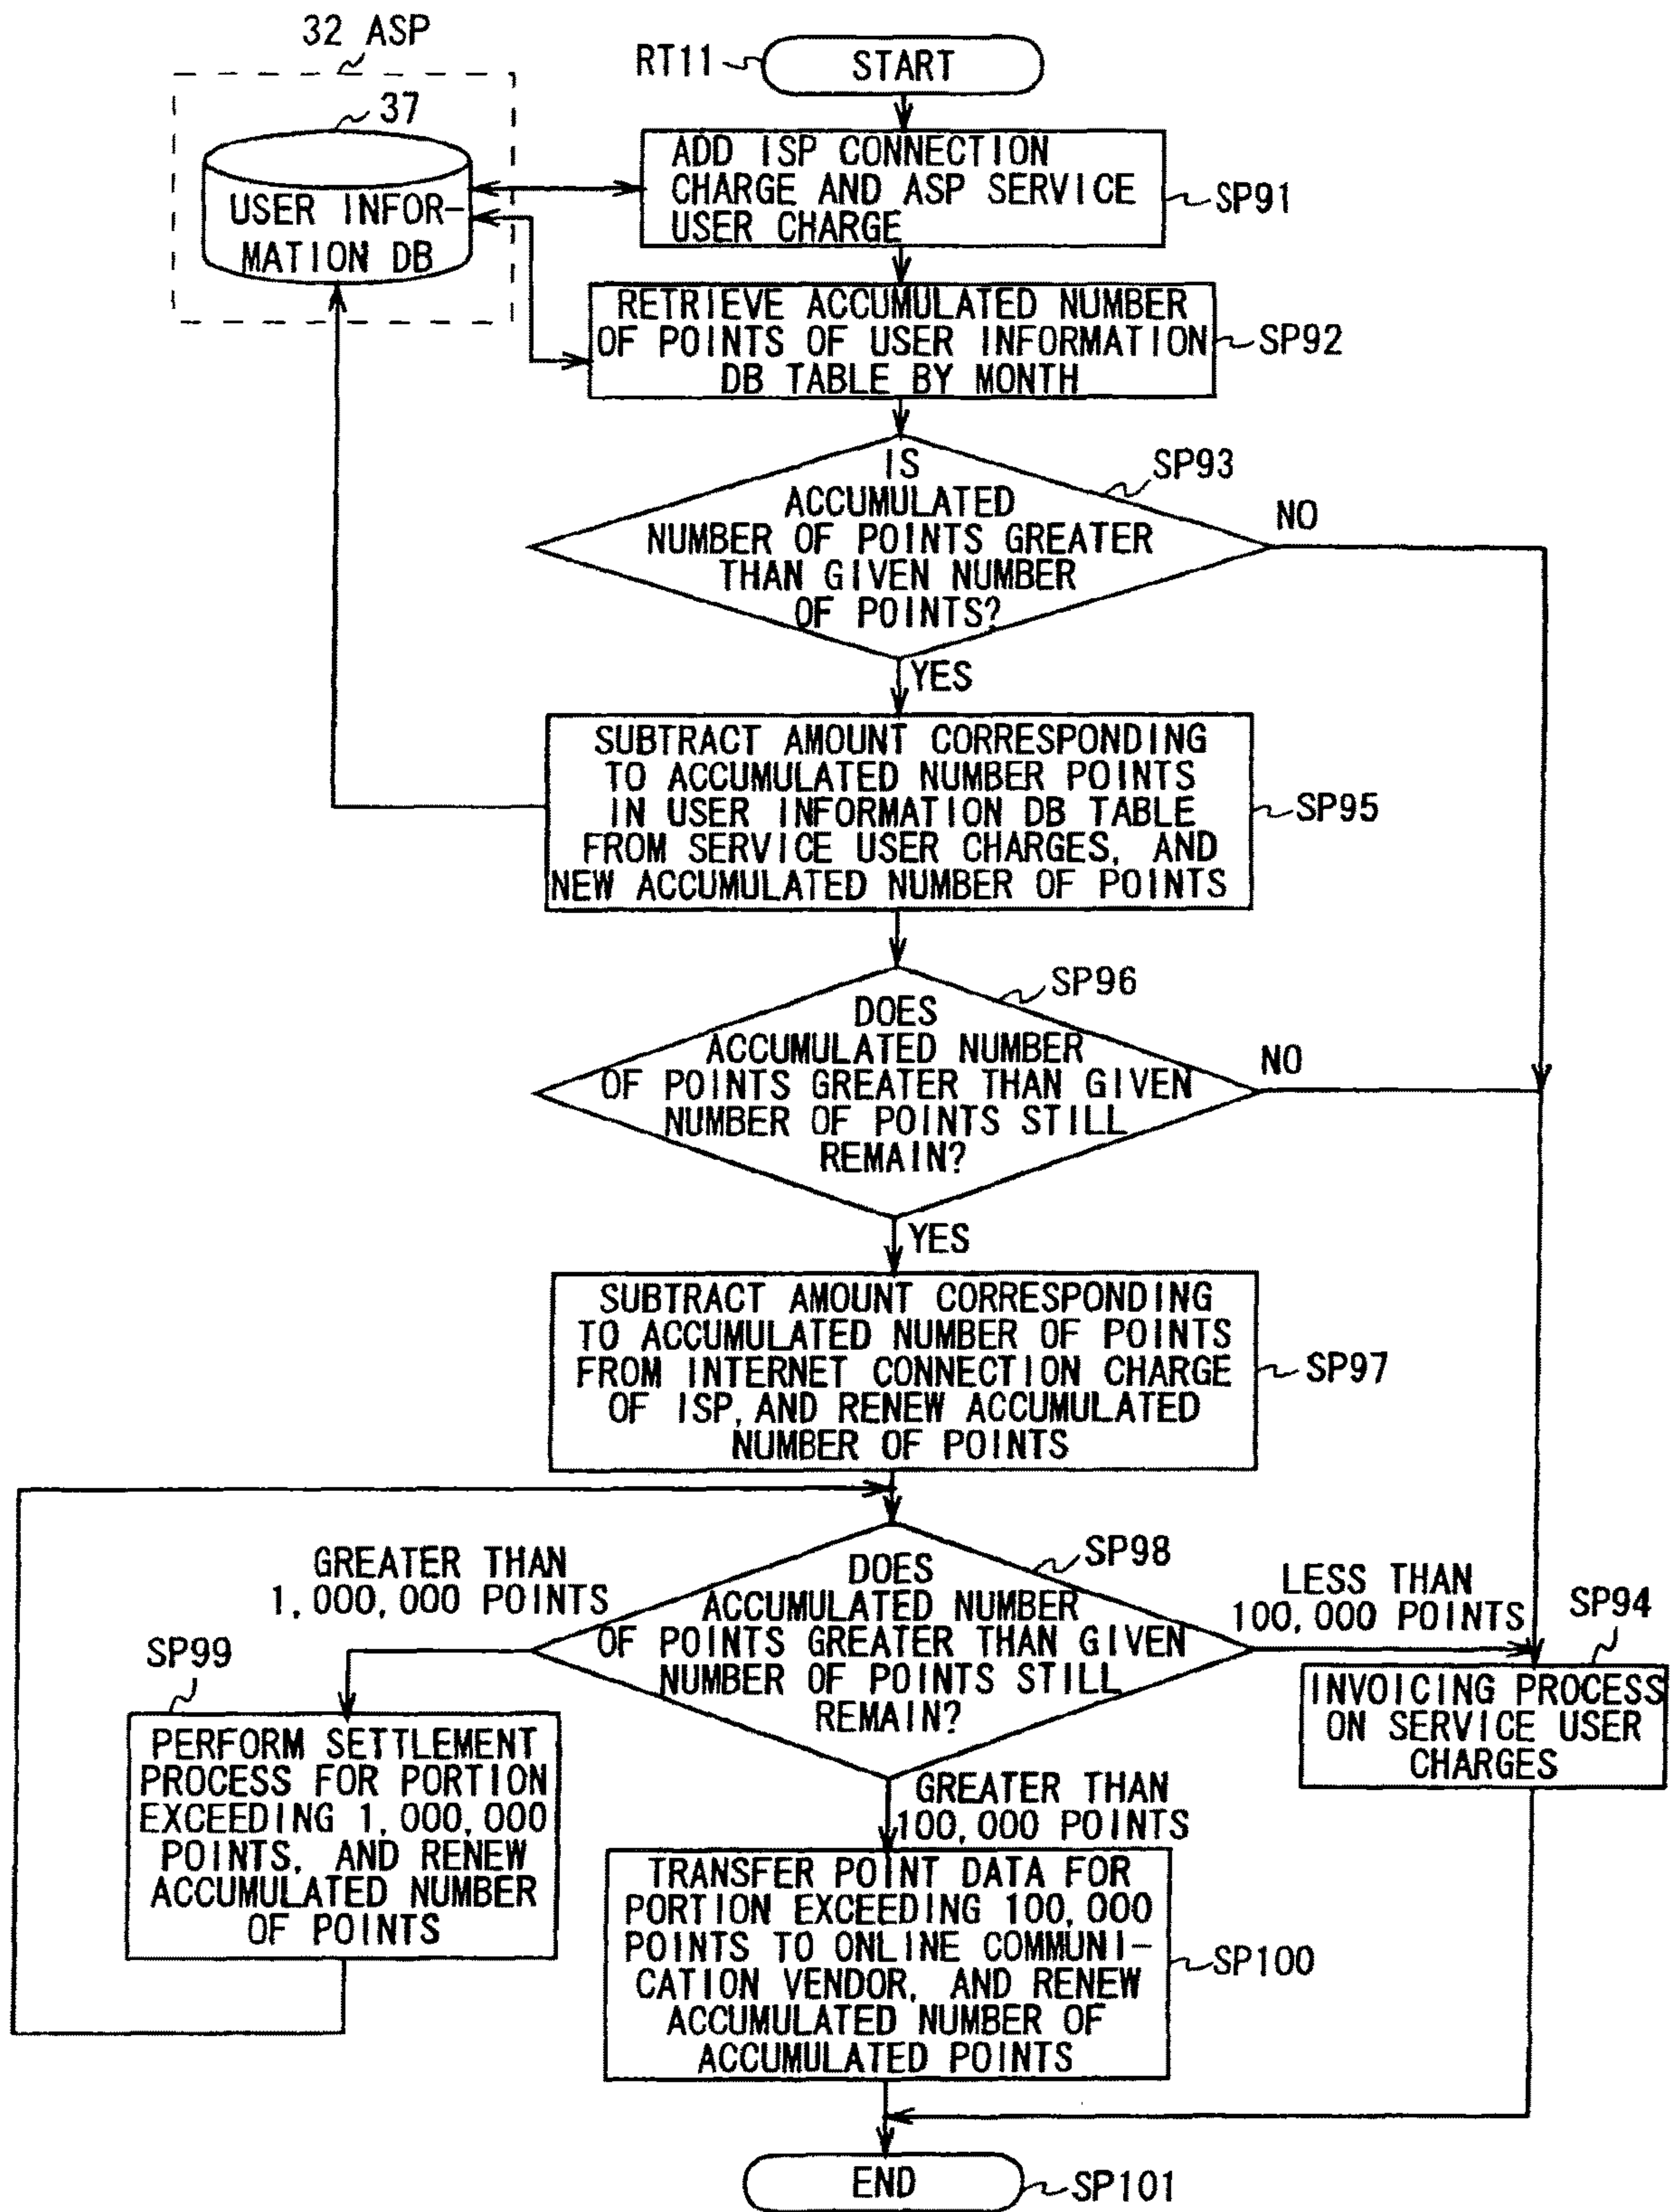 32 ASP
37
USER INFOR-
MATION DB
RT11
START
ADD ISP CONNECTION
CHARGE AND ASP SERVICE
USER CHARGE
SP91
RETRIEVE ACCUMULATED NUMBER
OF POINTS OF USER INFORMATION
DB TABLE BY MONTH
SP92
IS
ACCUMULATED
NUMBER OF POINTS GREATER
THAN GIVEN NUMBER
OF POINTS?
SP93
NO
YES
SUBTRACT AMOUNT CORRESPONDING
TO ACCUMULATED NUMBER POINTS
IN USER INFORMATION DB TABLE
FROM SERVICE USER CHARGES, AND
NEW ACCUMULATED NUMBER OF POINTS
SP95
SP96
DOES
ACCUMULATED NUMBER
OF POINTS GREATER THAN GIVEN
NUMBER OF POINTS STILL
REMAIN?
NO
YES
SUBTRACT AMOUNT CORRESPONDING
TO ACCUMULATED NUMBER OF POINTS
FROM INTERNET CONNECTION CHARGE
OF ISP, AND RENEW ACCUMULATED
NUMBER OF POINTS
SP97
GREATER THAN
1,000,000 POINTS
DOES
ACCUMULATED NUMBER
OF POINTS GREATER THAN GIVEN
NUMBER OF POINTS STILL
REMAIN?
SP98
LESS THAN
100,000 POINTS
SP94
INVOICING PROCESS
ON SERVICE USER
CHARGES
SP99
PERFORM SETTLEMENT
PROCESS FOR PORTION
EXCEEDING 1,000,000
POINTS, AND RENEW
ACCUMULATED NUMBER
OF POINTS
GREATER THAN
100,000 POINTS
TRANSFER POINT DATA FOR
PORTION EXCEEDING 100,000
POINTS TO ONLINE COMMUNI-
CATION VENDOR, AND RENEW
ACCUMULATED NUMBER OF
ACCUMULATED POINTS
SP100
END
SP101